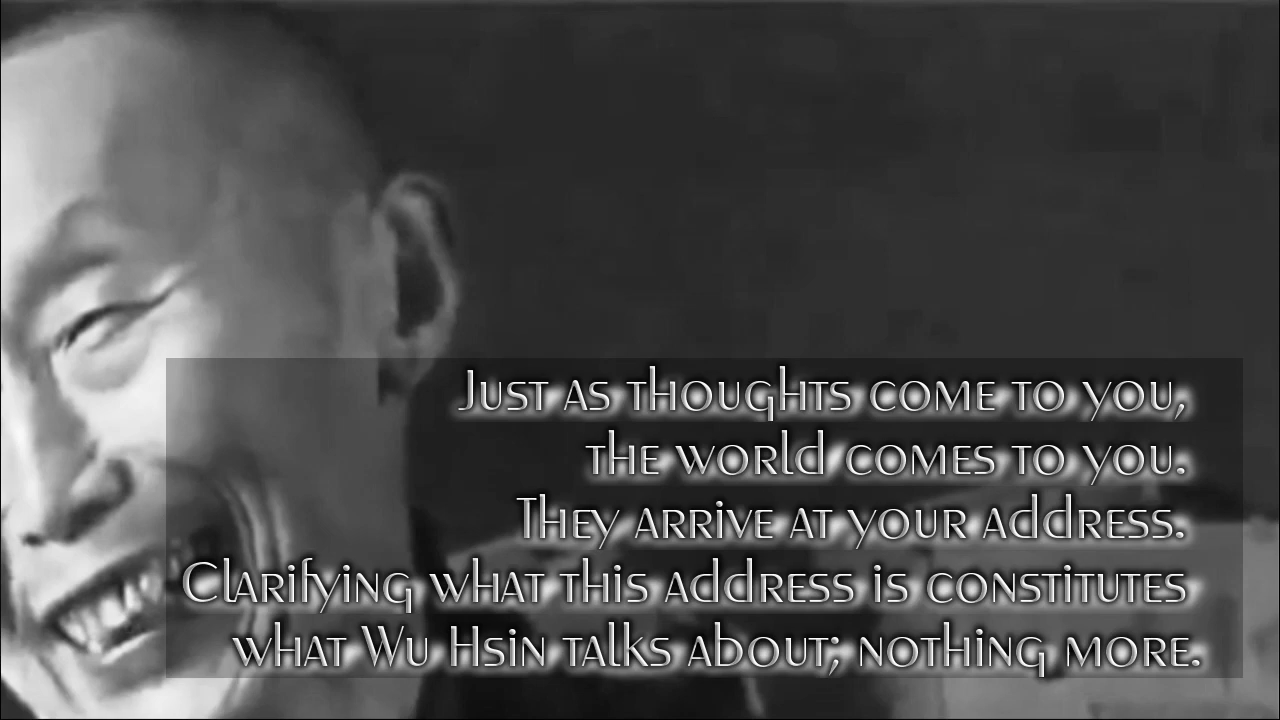 Just as thoughts come to you,
the world comes to you.
They arrive at your address.
Clarifying what this address is constitutes
what Wu Hsin talks about; nothing more.